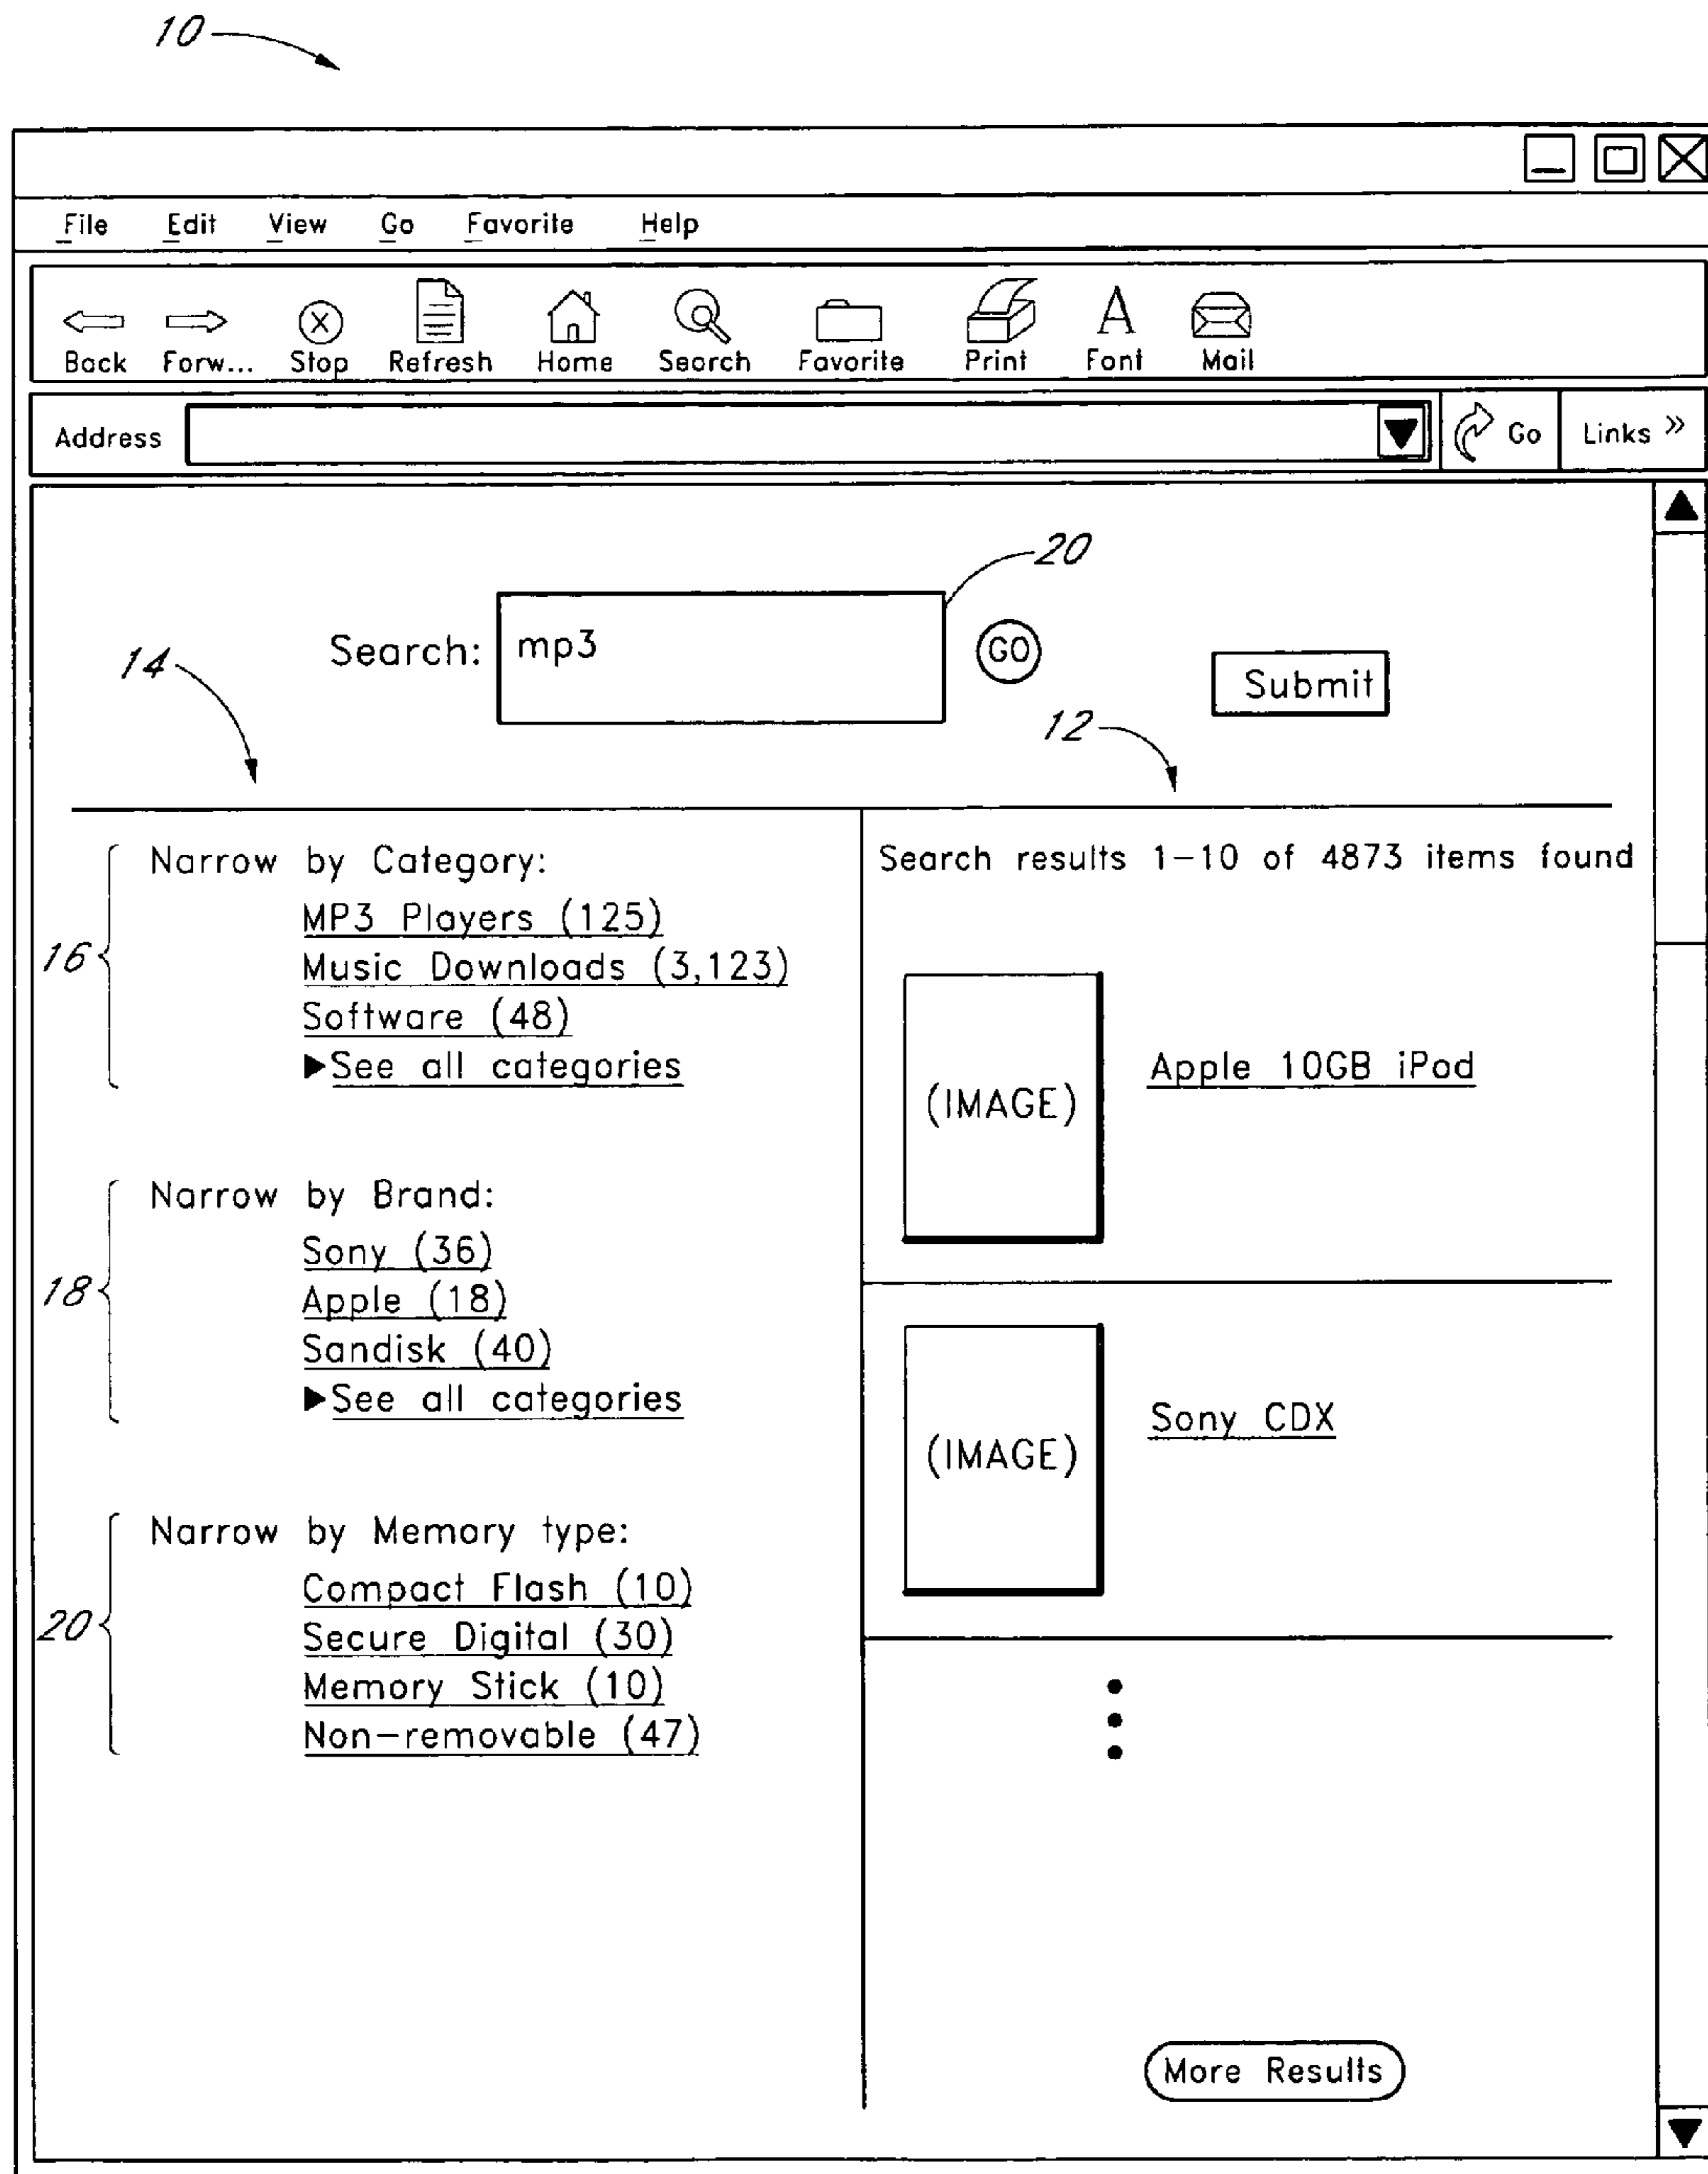 10
File Edit View Go Favorite Help
Back Forw... Stop Refresh Home Search Favorite Print Font Mail
Address Go Links »
20
Search: mp3 GO Submit
14
12
16
Narrow by Category:
MP3 Players (125)
Music Downloads (3,123)
Software (48)
▶See all categories
18
Narrow by Brand:
Sony (36)
Apple (18)
Sandisk (40)
▶See all categories
20
Narrow by Memory type:
Compact Flash (10)
Secure Digital (30)
Memory Stick (10)
Non-removable (47)
Search results 1-10 of 4873 items found
(IMAGE) Apple 10GB iPod
(IMAGE) Sony CDX
More Results